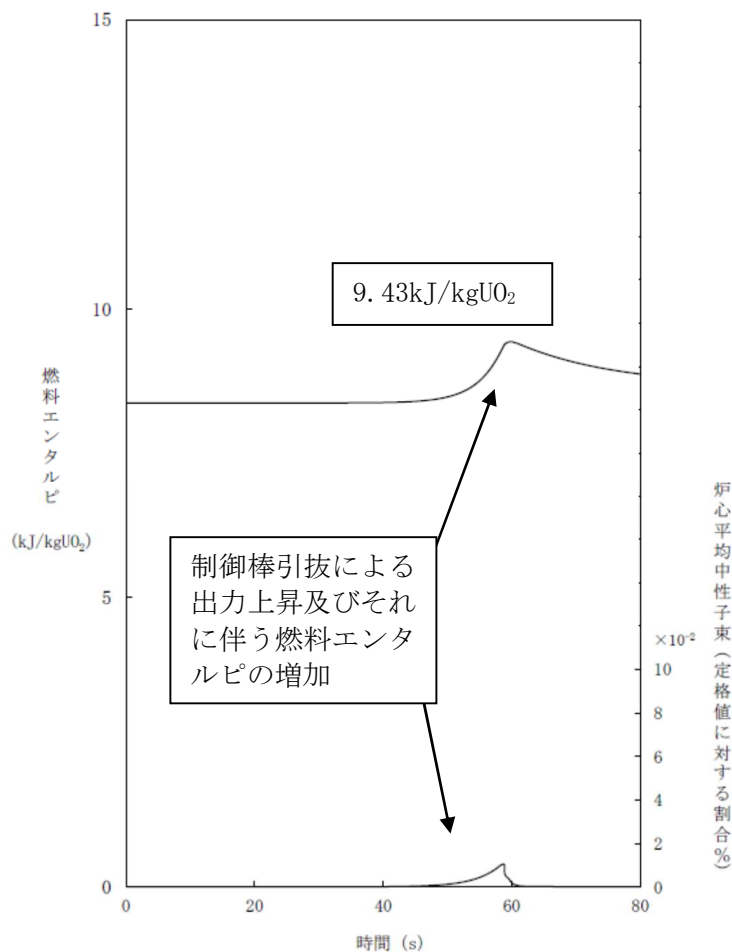 15
10
5
0
燃料エンタルピ
(kJ/kgUO₂)
9.43kJ/kgUO₂
制御棒引抜による
出力上昇及びそれ
に伴う燃料エンタ
ルピの増加
×10⁻²
10
8
6
4
2
0
炉心平均中性子束(定格値に対する割合%)
0
20
40
60
80
時間 (s)